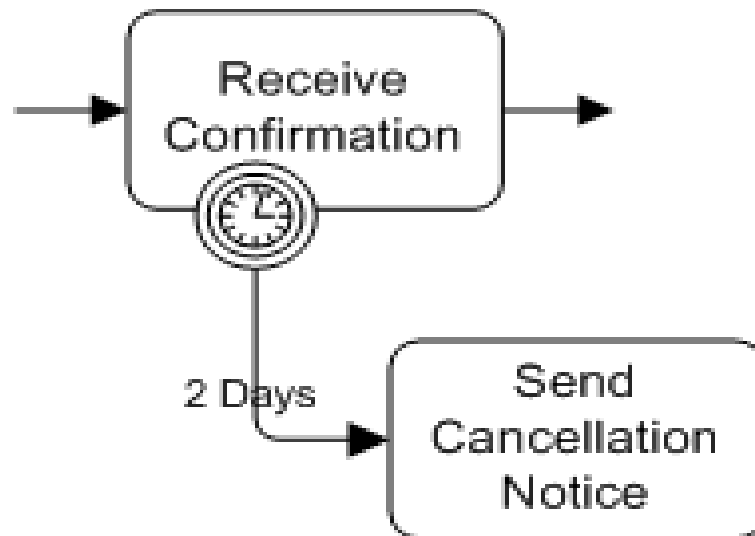 Receive
Confirmation
2 Days
Send
Cancellation
Notice